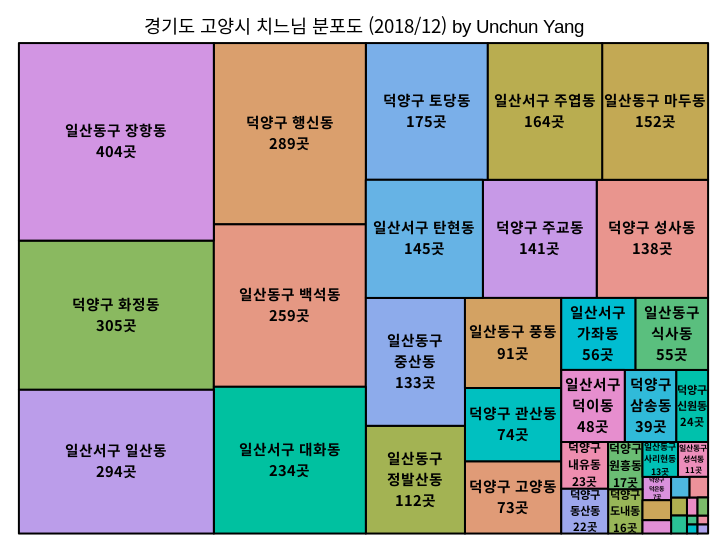 경기도 고양시 치느님 분포도 (2018/12) by Unchun Yang
일산동구 장항동
404곳
덕양구 화정동
305곳
일산서구 일산동
294곳
덕양구 행신동
289곳
일산동구 백석동
259곳
일산서구 대화동
234곳
덕양구 토당동
175곳
일산서구 주엽동
164곳
일산동구 마두동
152곳
일산서구 탄현동
145곳
덕양구 주교동
141곳
덕양구 성사동
138곳
일산동구
중산동
133곳
일산동구
정발산동
112곳
일산동구 풍동
91곳
덕양구 관산동
74곳
덕양구 고양동
73곳
일산서구
가좌동
56곳
일산동구
식사동
55곳
일산서구
덕이동
48곳
덕양구
삼송동
39곳
덕양구
신원동
24곳
덕양구
내유동
23곳
덕양구
동산동
22곳
덕양구
원흥동
17곳
덕양구
도내동
16곳
일산동구
사리현동
13곳
일산동구
성석동
11곳
덕양구
덕은동
7곳